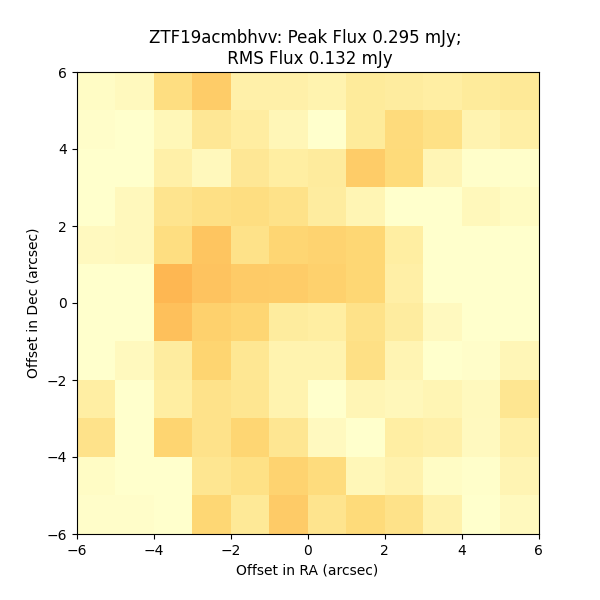 ZTF19acmbhvv: Peak Flux 0.295 mJy;
RMS Flux 0.132 mJy
6
4
2
0
−2
−4
−6
Offset in Dec (arcsec)
−6 −4 −2 0 2 4 6
Offset in RA (arcsec)